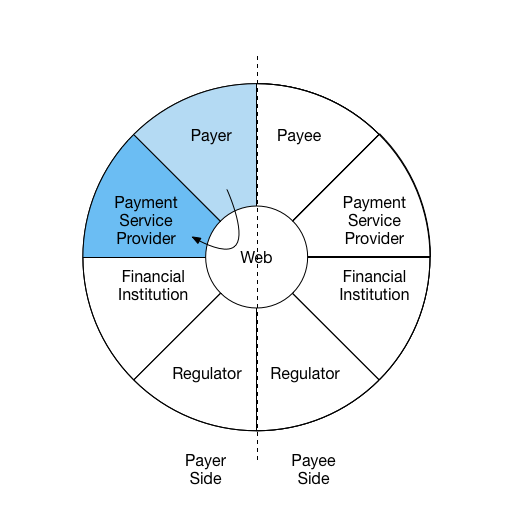 Payer
Payee
Payment
Service
Provider
Payment
Service
Provider
Web
Financial
Institution
Financial
Institution
Regulator
Regulator
Payer
Side
Payee
Side